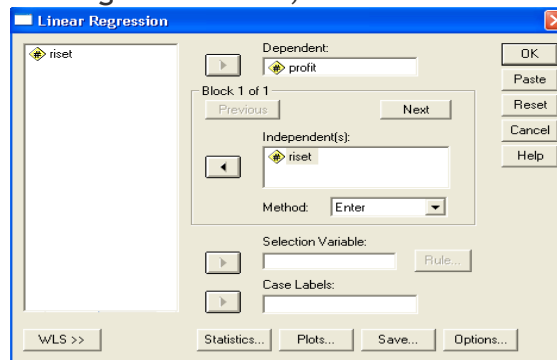 Linear Regression
riset
Dependent:
profit
OK
Paste
Reset
Cancel
Help
Block 1 of 1
Previous
Next
Independent(s):
riset
Method:
Enter
Selection Variable:
Rule...
Case Labels:
WLS >>
Statistics...
Plots...
Save...
Options...